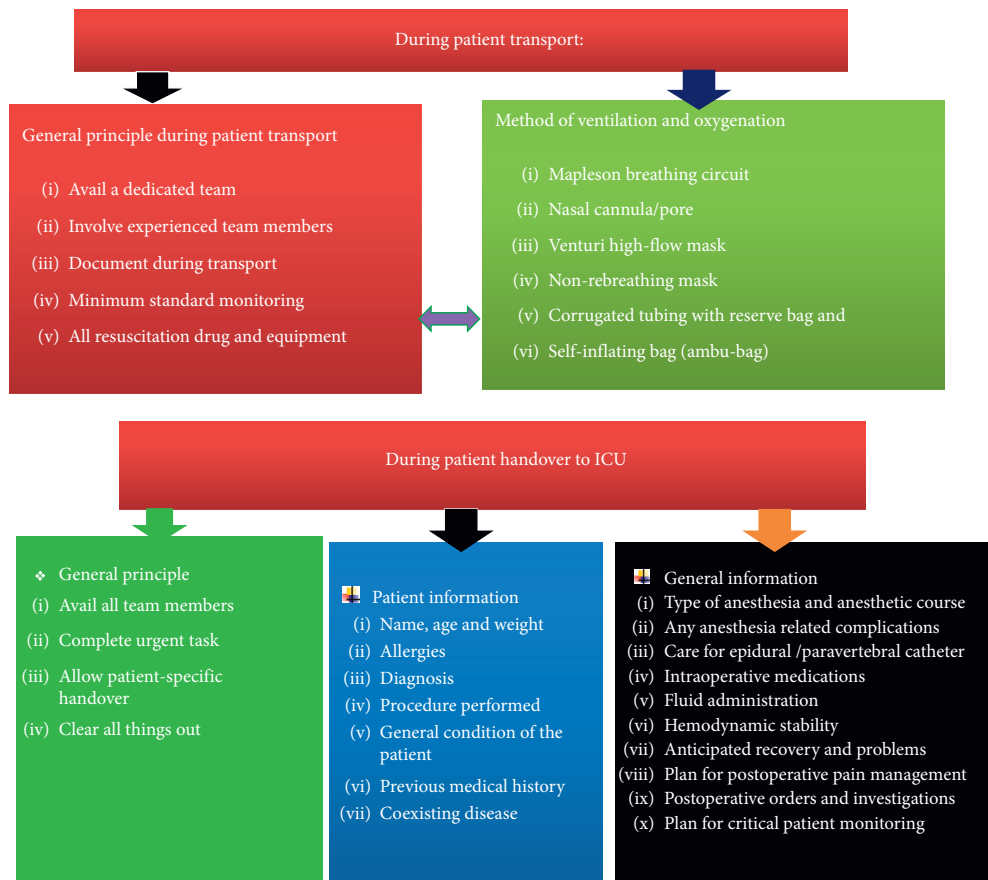 During patient transport:
General principle during patient transport
(i) Avail a dedicated team
(ii) Involve experienced team members
(iii) Document during transport
(iv) Minimum standard monitoring
(v) All resuscitation drug and equipment
Method of ventilation and oxygenation
(i) Mapleson breathing circuit
(ii) Nasal cannula/pore
(iii) Venturi high-flow mask
(iv) Non-rebreathing mask
(v) Corrugated tubing with reserve bag and
(vi) Self-inflating bag (ambu-bag)
During patient handover to ICU
❖ General principle
(i) Avail all team members
(ii) Complete urgent task
(iii) Allow patient-specific
handover
(iv) Clear all things out
Patient information
(i) Name, age and weight
(ii) Allergies
(iii) Diagnosis
(iv) Procedure performed
(v) General condition of the
patient
(vi) Previous medical history
(vii) Coexisting disease
General information
(i) Type of anesthesia and anesthetic course
(ii) Any anesthesia related complications
(iii) Care for epidural /paravertebral catheter
(iv) Intraoperative medications
(v) Fluid administration
(vi) Hemodynamic stability
(vii) Anticipated recovery and problems
(viii) Plan for postoperative pain management
(ix) Postoperative orders and investigations
(x) Plan for critical patient monitoring